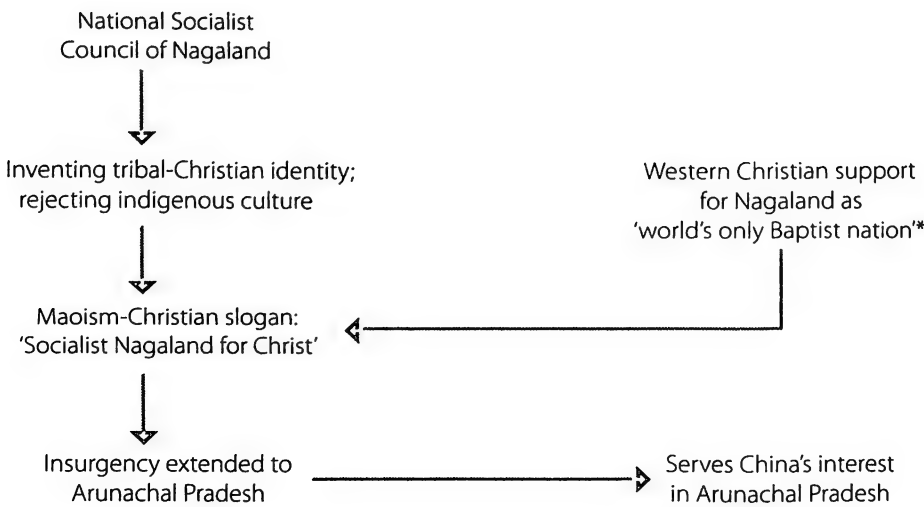 National Socialist
Council of Nagaland
Inventing tribal-Christian identity;
rejecting indigenous culture
Western Christian support
for Nagaland as
'world's only Baptist nation'*
Maoism-Christian slogan:
'Socialist Nagaland for Christ'
Insurgency extended to
Arunachal Pradesh
Serves China's interest
in Arunachal Pradesh